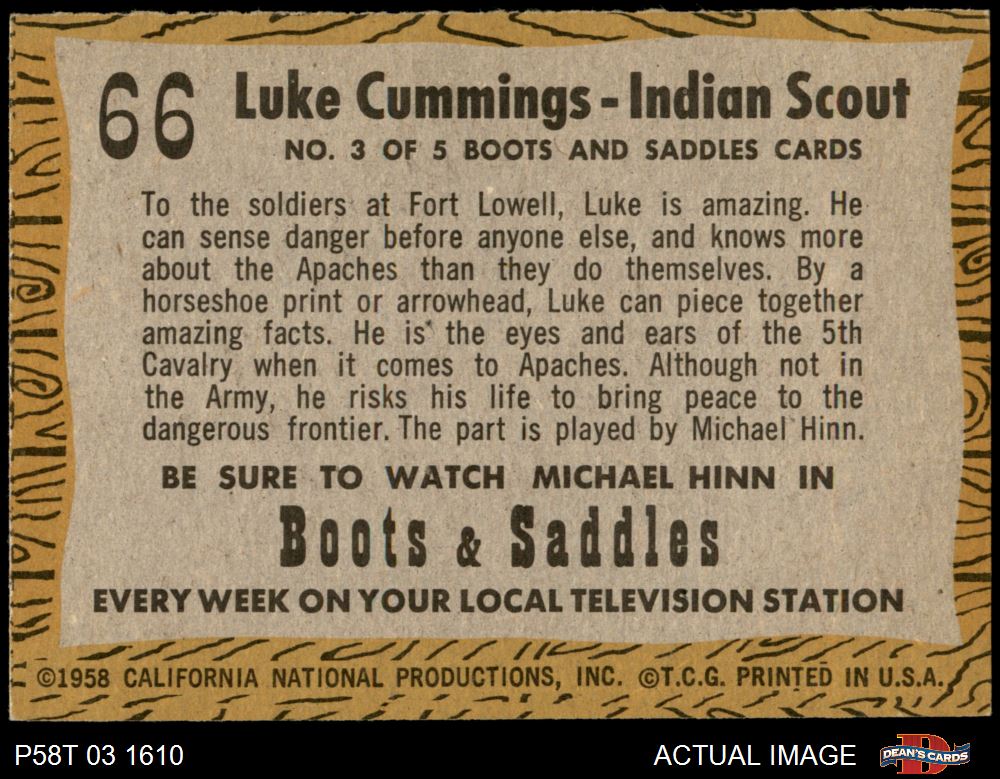 66
Luke Cummings - Indian Scout
NO. 3 OF 5 BOOTS AND SADDLES CARDS
To the soldiers at Fort Lowell, Luke is amazing. He
can sense danger before anyone else, and knows more
about the Apaches than they do themselves. By a
horseshoe print or arrowhead, Luke can piece together
amazing facts. He is the eyes and ears of the 5th
Cavalry when it comes to Apaches. Although not in
the Army, he risks his life to bring peace to the
dangerous frontier. The part is played by Michael Hinn.
BE SURE TO WATCH MICHAEL HINN IN
Boots & Saddles
EVERY WEEK ON YOUR LOCAL TELEVISION STATION
©1958 CALIFORNIA NATIONAL PRODUCTIONS, INC. ©T.C.G. PRINTED IN U.S.A.
P58T 03 1610
ACTUAL IMAGE
D
DEAN'S CARDS